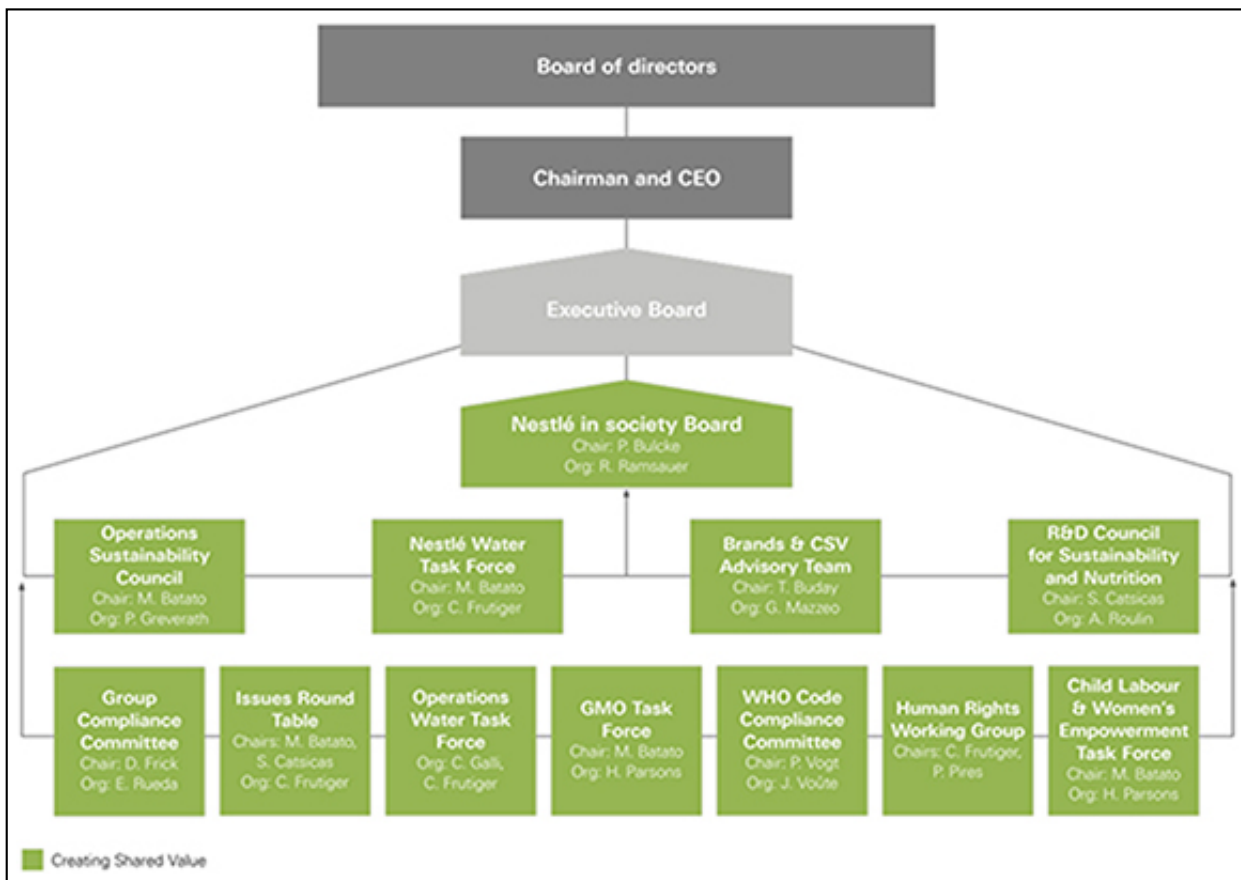 Board of directors
Chairman and CEO
Executive Board
Nestlé in society Board
Chair: P. Bulcke
Org: R. Ramsauer
Operations
Sustainability
Council
Chair: M. Batato
Org: P. Greverath
Nestlé Water
Task Force
Chair: M. Batato
Org: C. Frutiger
Brands & CSV
Advisory Team
Chair: T. Buday
Org: G. Mazzeo
R&D Council
for Sustainability
and Nutrition
Chair: S. Catsicas
Org: A. Roulin
Group
Compliance
Committee
Chair: D. Frick
Org: E. Rueda
Issues Round
Table
Chairs: M. Batato,
S. Catsicas
Org: C. Frutiger
Operations
Water Task
Force
Org: C. Galli,
C. Frutiger
GMO Task
Force
Chair: M. Batato
Org: H. Parsons
WHO Code
Compliance
Committee
Chair: P. Vogt
Org: J. Voûte
Human Rights
Working Group
Chairs: C. Frutiger,
P. Pires
Child Labour
& Women's
Empowerment
Task Force
Chair: M. Batato
Org: H. Parsons
Creating Shared Value